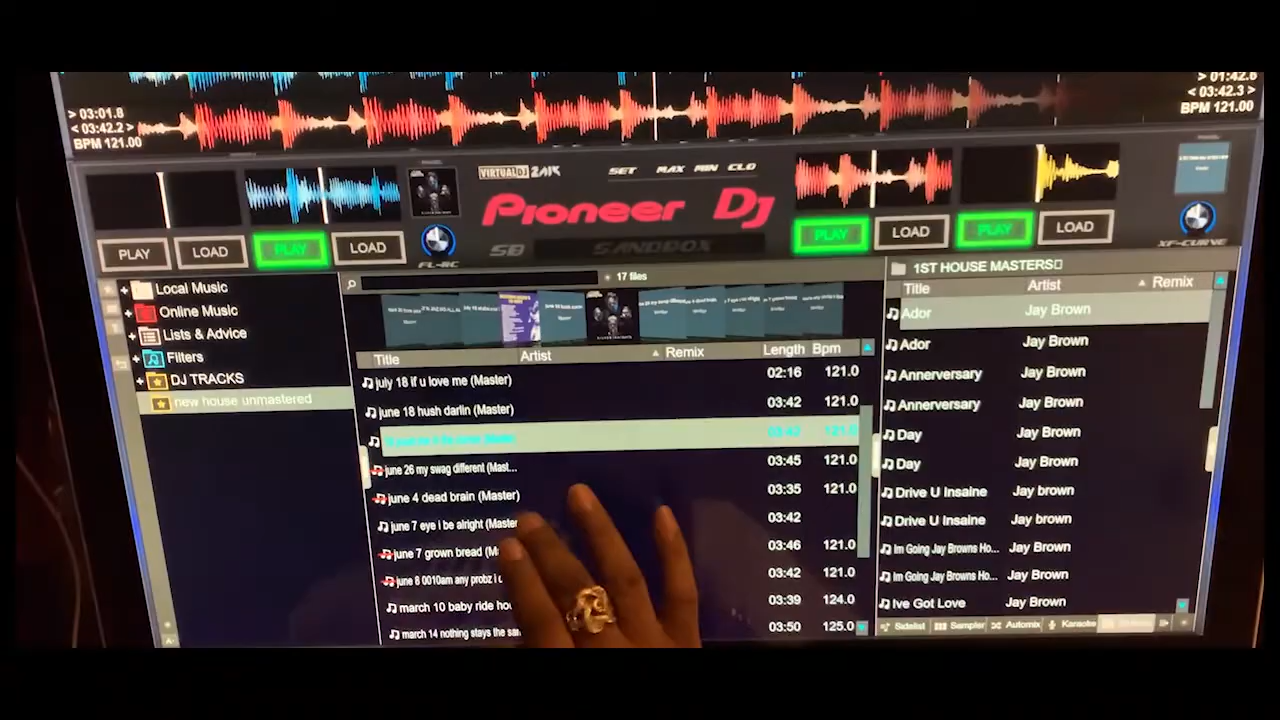 > 03:01.8
< 03:42.2 >
BPM 121.00
> 01:42.8
< 03:42.3 >
BPM 121.00
VIRTUALDJ
SET MAX MIN CLD
Pioneer DJ
SB SANDBOX
PLAY LOAD PLAY LOAD
PLAY LOAD PLAY LOAD
XF-CURVE
Local Music
Online Music
Lists & Advice
Filters
DJ TRACKS
new house unmastered
17 files
Title Artist Remix Length Bpm
july 18 if u love me (Master) 02:16 121.0
june 18 hush darlin (Master) 03:42 121.0
03:42 121.0
june 26 my swag different (Mast... 03:45 121.0
june 4 dead brain (Master) 03:35 121.0
june 7 eye i be alright (Master 03:42
june 7 grown bread (M 03:46 121.0
june 8 0010am any probz i 03:42 121.0
march 10 baby ride 03:39 124.0
march 14 nothing stays the 03:50 125.0
1ST HOUSE MASTERS
Title Artist Remix
Ador Jay Brown
Ador Jay Brown
Annerversary Jay Brown
Annerversary Jay Brown
Day Jay Brown
Day Jay Brown
Drive U Insaine Jay brown
Drive U Insaine Jay brown
Im Going Jay Browns Ho... Jay Brown
Im Going Jay Browns Ho... Jay Brown
Ive Got Love Jay Brown
Sidelist Sampler Automix Karaoke